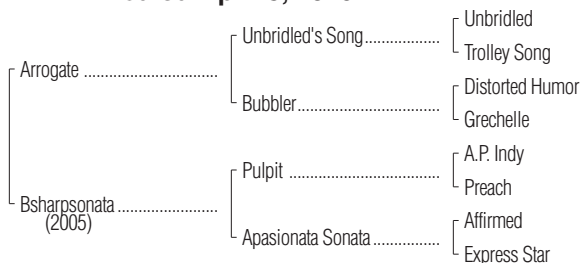 Unbridled
Unbridled's Song
Trolley Song
Arrogate
Distorted Humor
Bubbler
Grechelle
A.P. Indy
Pulpit
Preach
Bsharpsonata
(2005)
Affirmed
Apasionata Sonata
Express Star